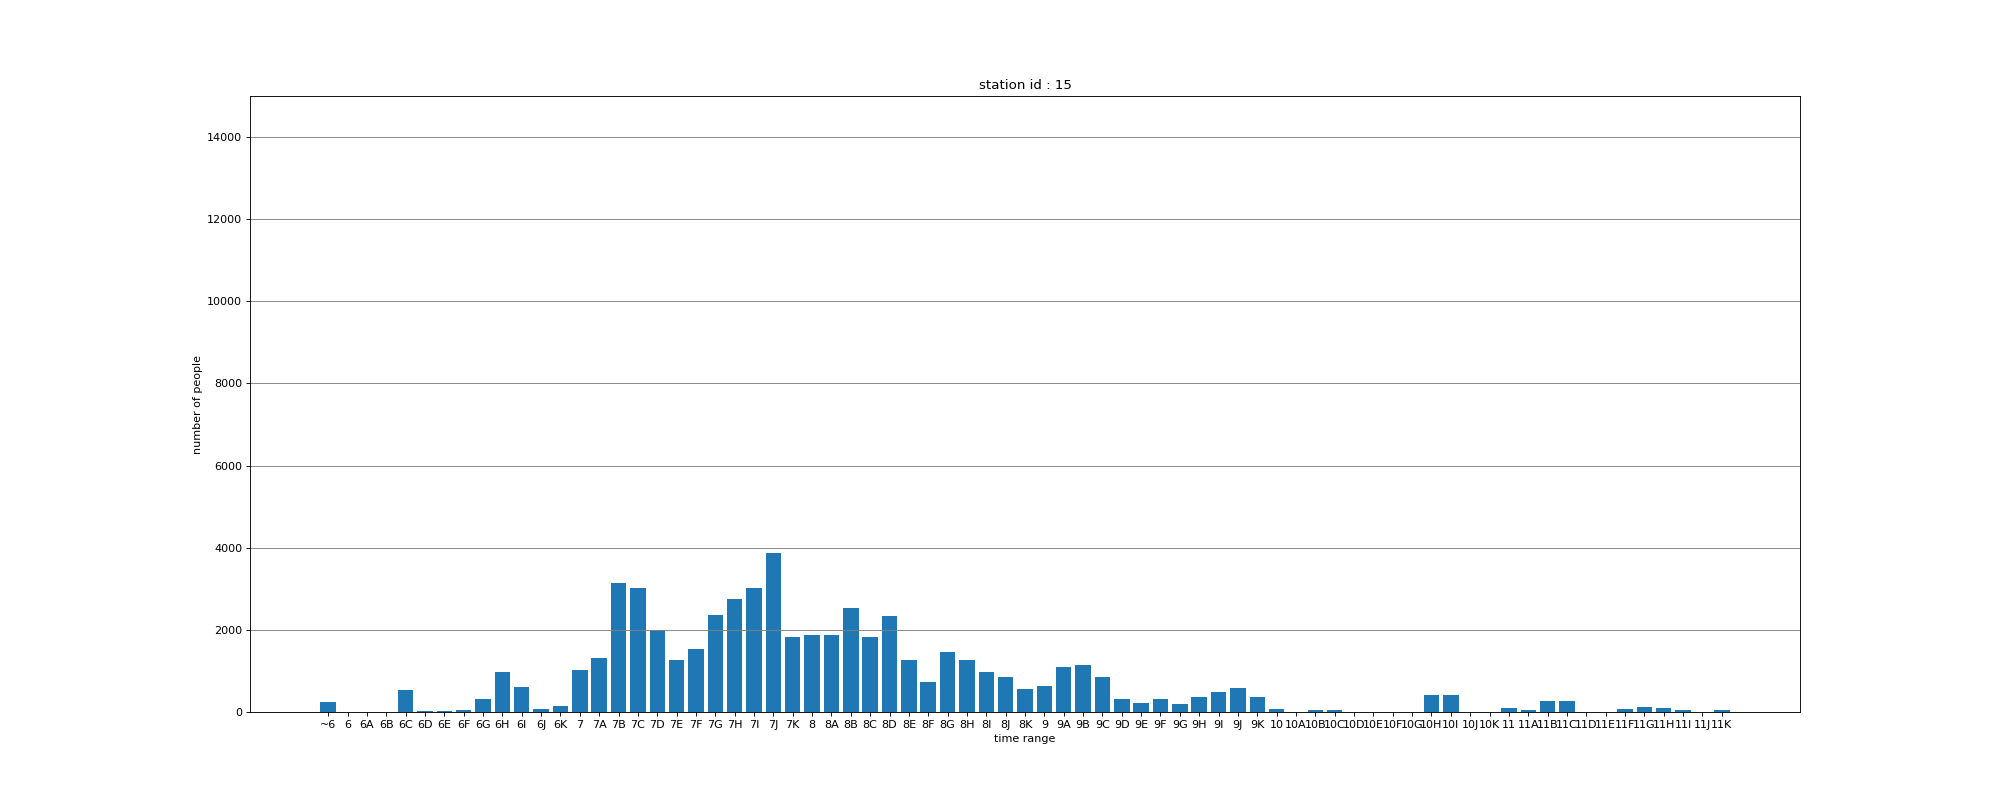 station id : 15
14000
12000
10000
8000
6000
4000
2000
0
number of people
~6 6 6A 6B 6C 6D 6E 6F 6G 6H 6I 6J 6K 7 7A 7B 7C 7D 7E 7F 7G 7H 7I 7J 7K 8 8A 8B 8C 8D 8E 8F 8G 8H 8I 8J 8K 9 9A 9B 9C 9D 9E 9F 9G 9H 9I 9J 9K 10 10A 10B 10C 10D 10E 10F 10G 10H 10I 10J 10K 11 11A 11B 11C 11D 11E 11F 11G 11H 11I 11J 11K
time range